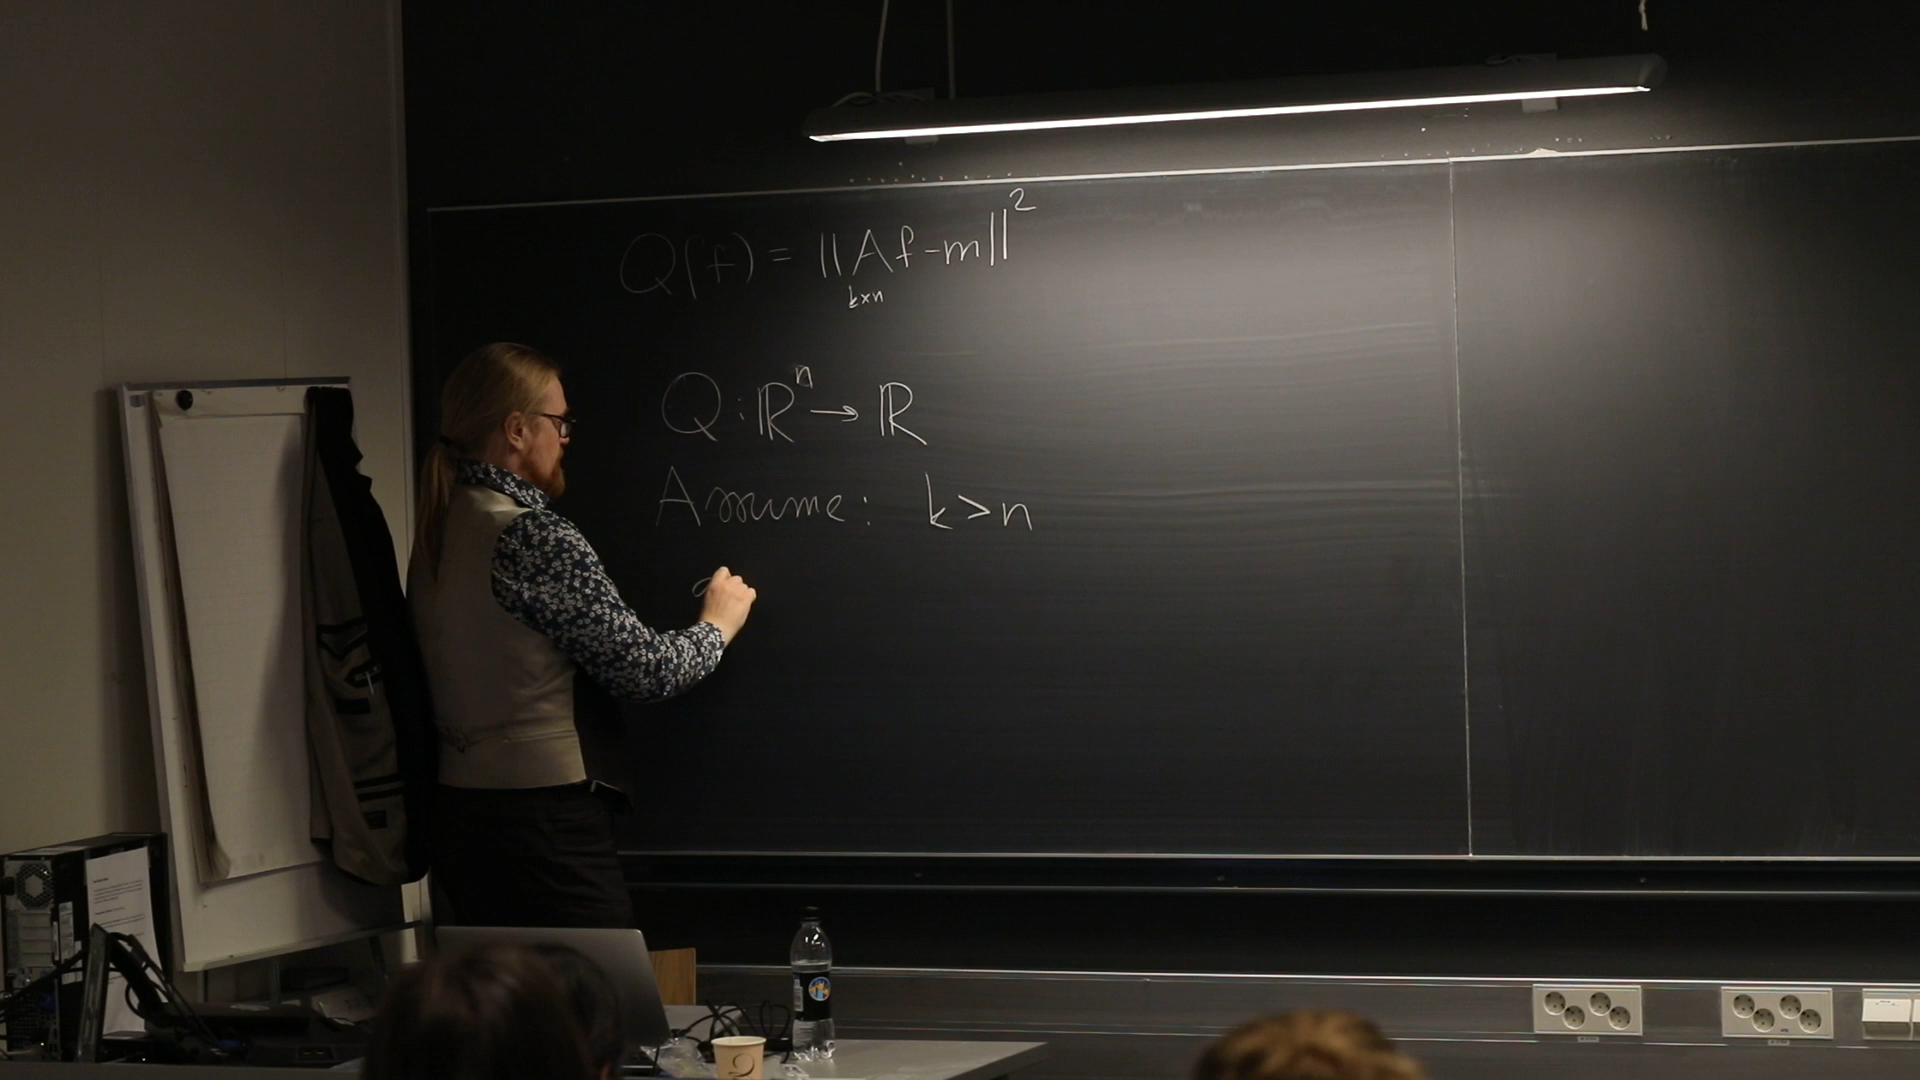 Q(f) = ||Af-m||²
k×n
Q: ℝⁿ → ℝ
Assume: k>n